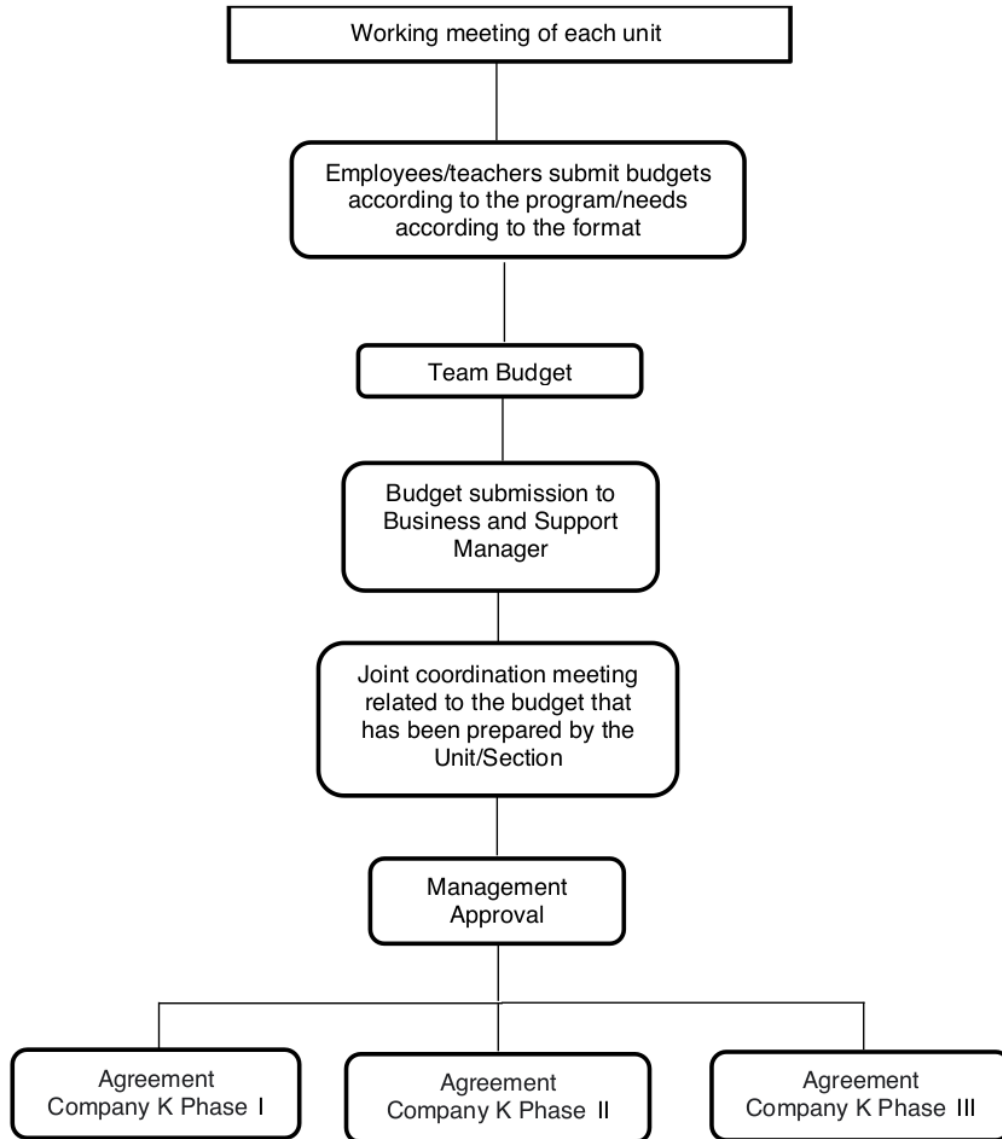 Working meeting of each unit
Employees/teachers submit budgets
according to the program/needs
according to the format
Team Budget
Budget submission to
Business and Support
Manager
Joint coordination meeting
related to the budget that
has been prepared by the
Unit/Section
Management
Approval
Agreement
Company K Phase I
Agreement
Company K Phase II
Agreement
Company K Phase III